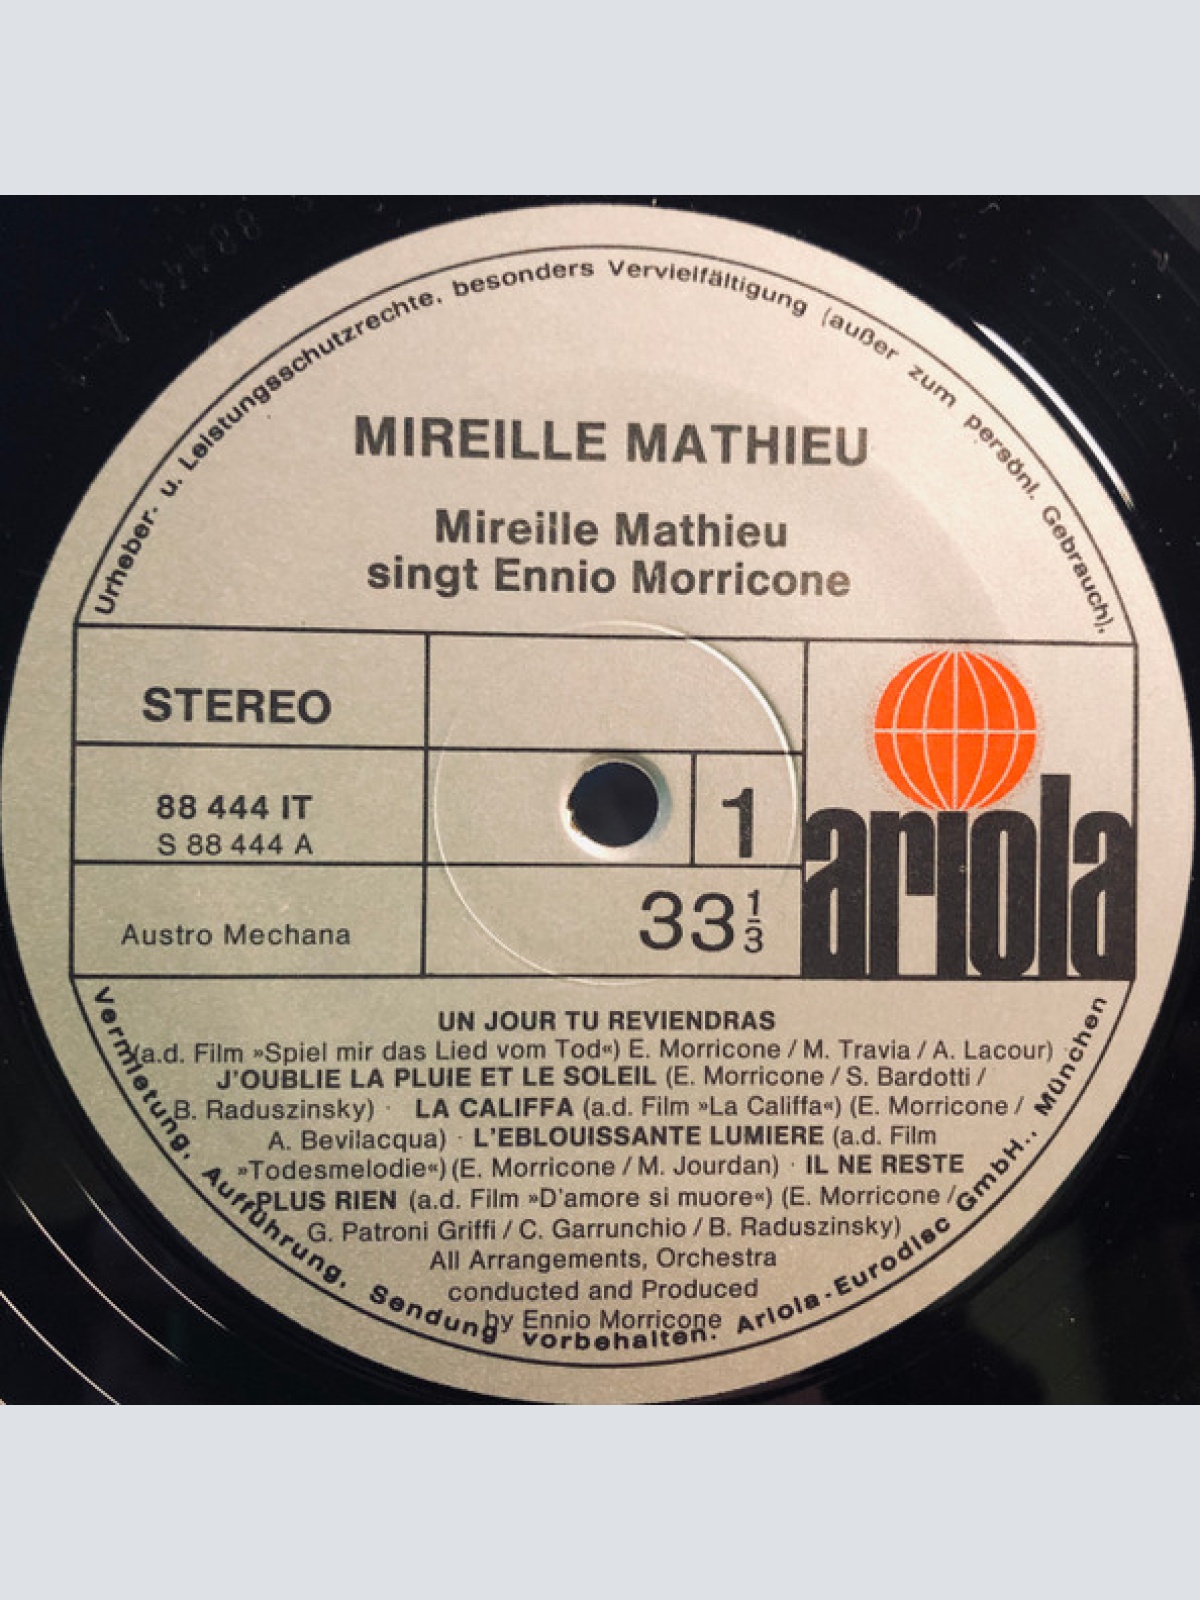 Urheber- u. Leistungsschutzrechte, besonders Vervielfältigung (außer zum persönl. Gebrauch),
MIREILLE MATHIEU
Mireille Mathieu
singt Ennio Morricone
STEREO
88 444 IT
S 88 444 A
1
Austro Mechana
33 1/3
ariola
UN JOUR TU REVIENDRAS
(a.d. Film »Spiel mir das Lied vom Tod«) E. Morricone / M. Travia / A. Lacour)
J'OUBLIE LA PLUIE ET LE SOLEIL (E. Morricone / S. Bardotti /
B. Raduszinsky) · LA CALIFFA (a.d. Film »La Califfa«) (E. Morricone /
A. Bevilacqua) · L'EBLOUISSANTE LUMIERE (a.d. Film
»Todesmelodie«) (E. Morricone / M. Jourdan) · IL NE RESTE
PLUS RIEN (a.d. Film »D'amore si muore«) (E. Morricone /
G. Patroni Griffi / C. Garrunchio / B. Raduszinsky)
All Arrangements, Orchestra
conducted and Produced
by Ennio Morricone
Vermietung, Aufführung, Sendung vorbehalten. Ariola-Eurodisc GmbH., München